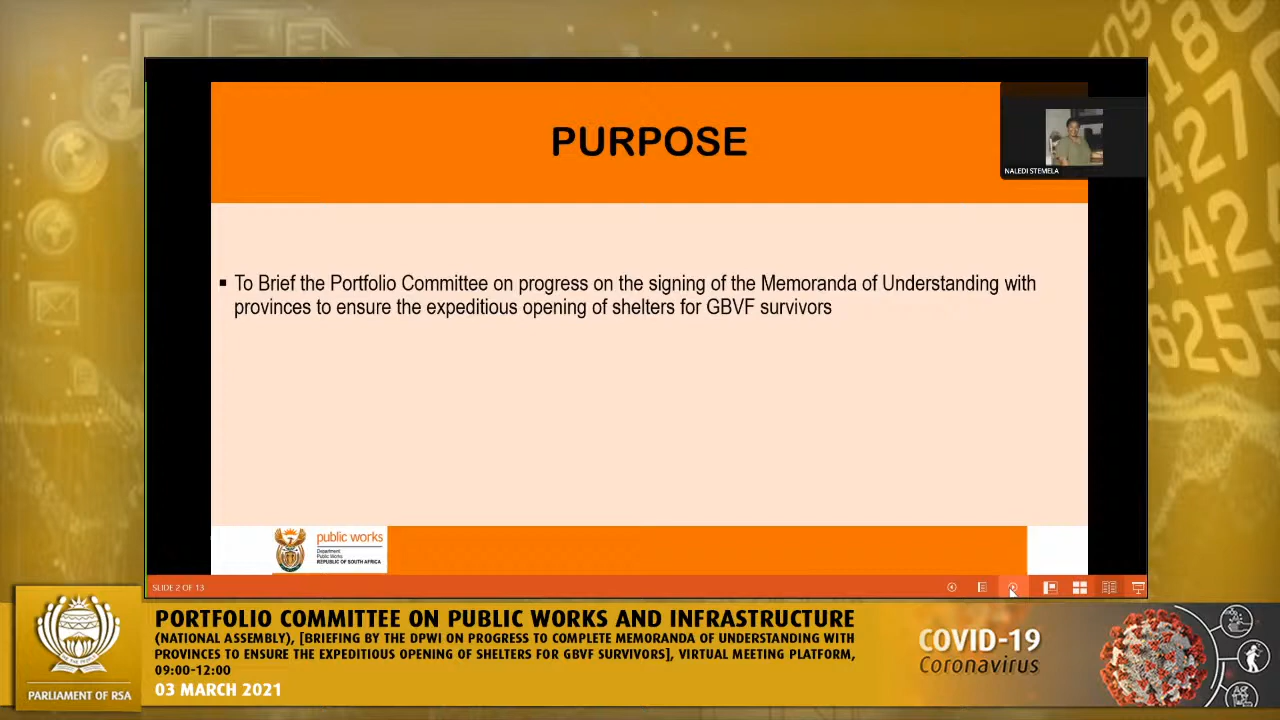 PURPOSE
NALEDI STEMELA
▪ To Brief the Portfolio Committee on progress on the signing of the Memoranda of Understanding with
provinces to ensure the expeditious opening of shelters for GBVF survivors
public works
Department:
Public Works
REPUBLIC OF SOUTH AFRICA
SLIDE 2 OF 13
PORTFOLIO COMMITTEE ON PUBLIC WORKS AND INFRASTRUCTURE
(NATIONAL ASSEMBLY), [BRIEFING BY THE DPWI ON PROGRESS TO COMPLETE MEMORANDA OF UNDERSTANDING WITH
PROVINCES TO ENSURE THE EXPEDITIOUS OPENING OF SHELTERS FOR GBVF SURVIVORS], VIRTUAL MEETING PLATFORM,
09:00-12:00
03 MARCH 2021
PARLIAMENT OF RSA
COVID-19
Coronavirus